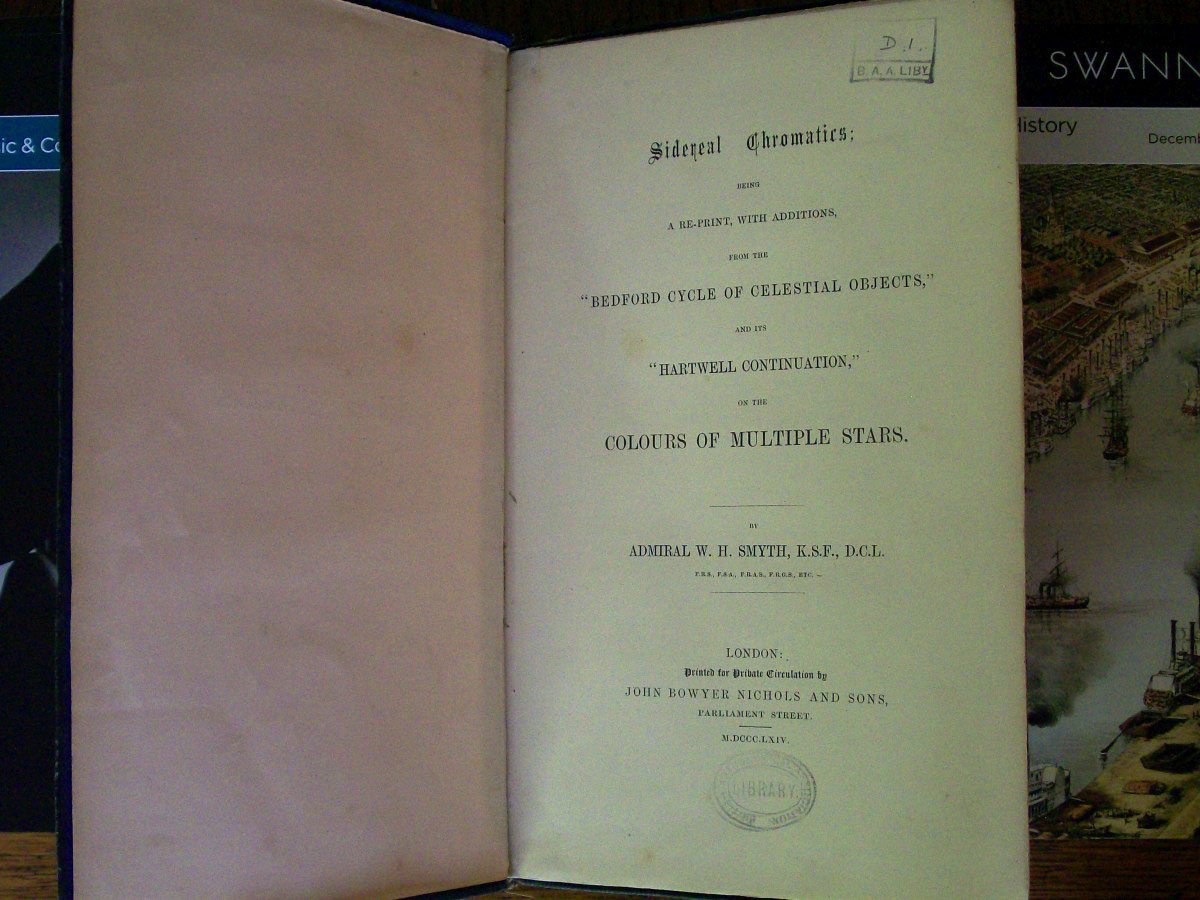 D.1.
B. A. A LIBY
Sidereal Chromatics;
BEING
A RE-PRINT, WITH ADDITIONS,
FROM THE
"BEDFORD CYCLE OF CELESTIAL OBJECTS,"
AND ITS
"HARTWELL CONTINUATION,"
ON THE
COLOURS OF MULTIPLE STARS.
BY
ADMIRAL W. H. SMYTH, K.S.F., D.C.L.
F.R.S., F.S.A., F.R.A.S., F.R.G.S., ETC.
LONDON:
Printed for Private Circulation by
JOHN BOWYER NICHOLS AND SONS,
PARLIAMENT STREET.
M.DCCC.LXIV.
LIBRARY
ic & Co
SWANN
History
Decemb